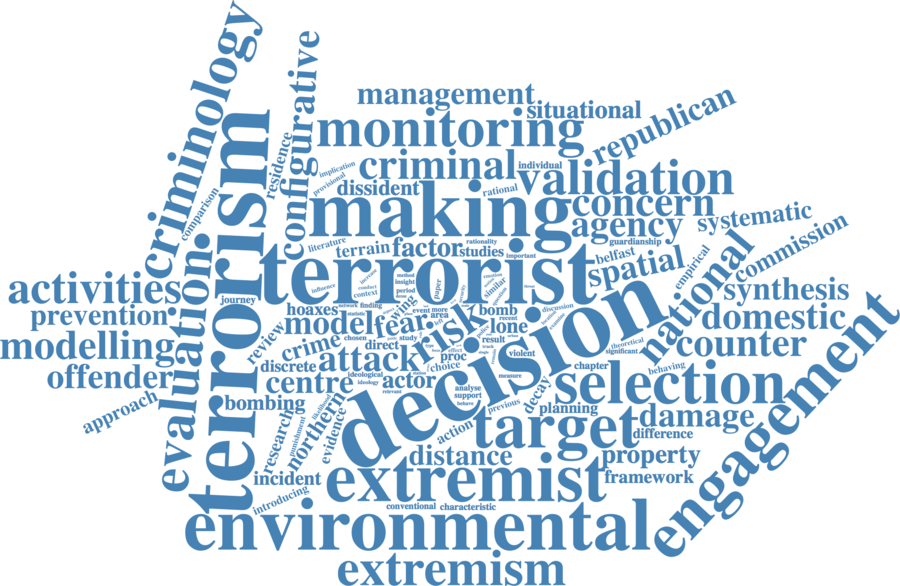 criminology
configurative
management
situational
republican
monitoring
residence
terrorism
criminal
individual
validation
implication
provisional
dissident
rational
concern
comparison
making
agency
systematic
literature
terrain
factor
rationality
studies
guardianship
important
belfast
commission
terrorist
spatial
empirical
national
activities
evaluation
journey
influence
context
conduct
method
insight
period
paper
similar
synthesis
prevention
hoaxes
network
finding
event
more
area
bomb
recent
discussion
domestic
modelling
review
model
fear
risk
lone
result
theoretical
significant
counter
crime
chosen
direct
study
statistic
offender
discrete
attack
proc
choice
effect
violent
decision
chapter
behaving
approach
centre
ideological
ideology
actor
relevant
measure
analyse
support
behave
decay
selection
engagement
bombing
northern
likelihood
punishment
previous
planning
research
evidence
action
target
difference
damage
distance
property
incident
extremist
framework
introducing
conventional
characteristic
environmental
extremism